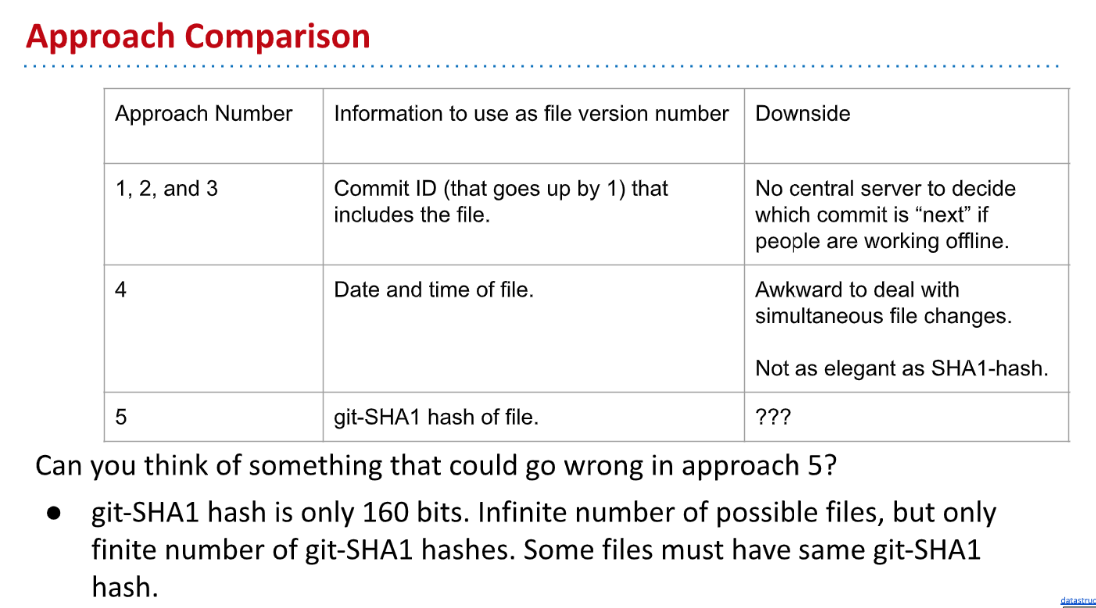 Approach Comparison
Approach Number
Information to use as file version number
Downside
1, 2, and 3
Commit ID (that goes up by 1) that
includes the file.
No central server to decide
which commit is “next” if
people are working offline.
4
Date and time of file.
Awkward to deal with
simultaneous file changes.
Not as elegant as SHA1-hash.
5
git-SHA1 hash of file.
???
Can you think of something that could go wrong in approach 5?
● git-SHA1 hash is only 160 bits. Infinite number of possible files, but only
finite number of git-SHA1 hashes. Some files must have same git-SHA1
hash.
datastruc